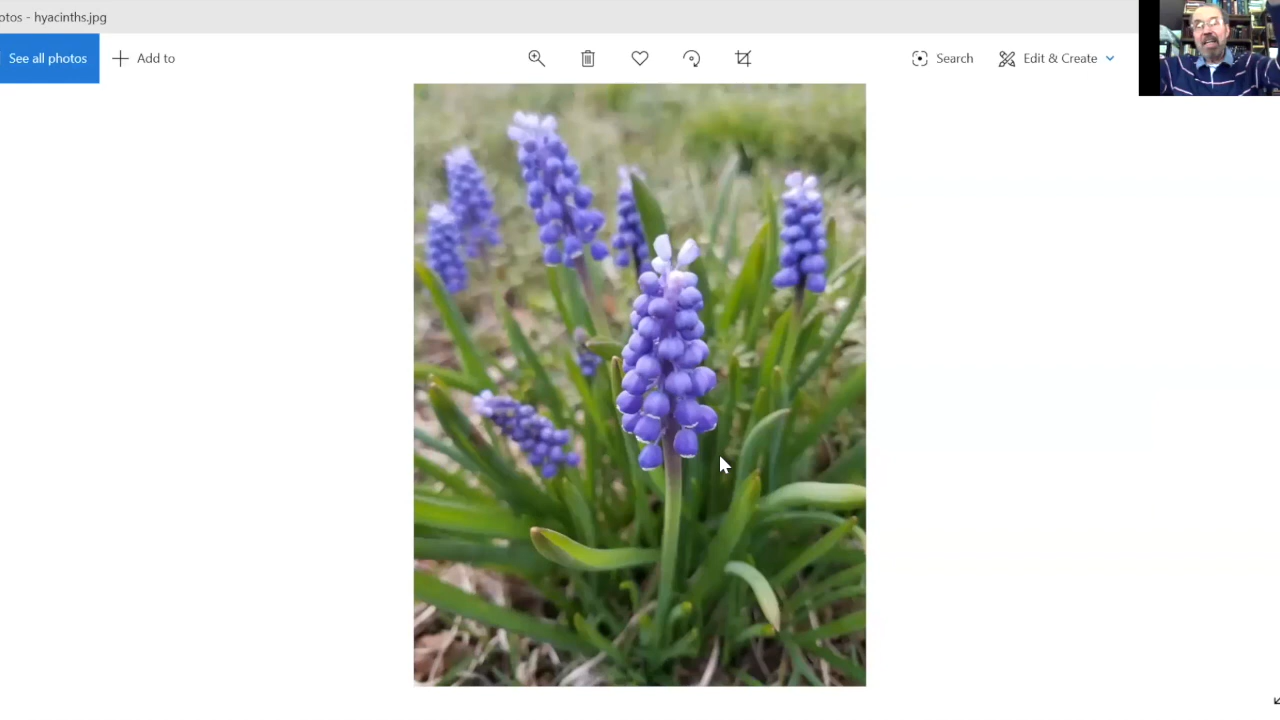 otos - hyacinths.jpg
See all photos
Add to
Search
Edit & Create